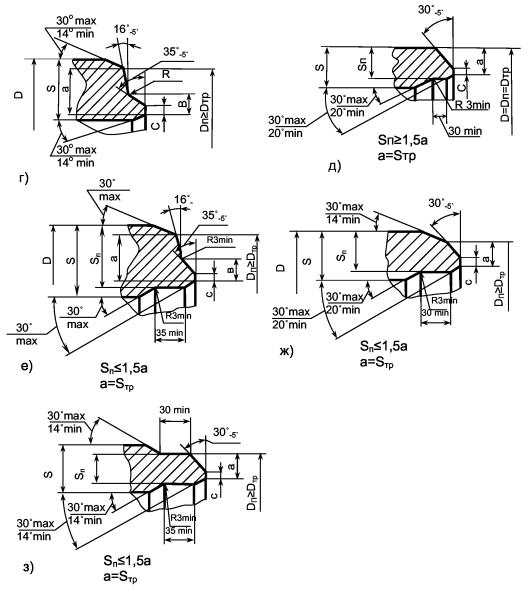 30° max
14° min
16°-5'
35°-5'
R
D
S
a
B
C
Dп≥Dтр
30° max
14° min
г)
30°-5'
S
Sп
a
C
R 3min
30 min
30°max
20°min
D=Dп=Dтр
Sп≥1,5a
a=Sтр
д)
30°
max
16°-
35°-5'
R3min
D
S
Sп
a
в
c
Dп≥Dтр
30°
max
30°
max
R3min
35 min
Sп≤1,5a
a=Sтр
е)
30°max
14°min
30°-5'
D
S
Sп
a
c
Dп≥Dтр
30°max
20°min
30°max
20°min
R3min
30 min
Sп≤1,5a
a=Sтр
ж)
30°max
14°min
30 min
30°-5'
S
Sп
a
c
Dп≥Dтр
30°max
14°min
30°max
14°min
R3min
35 min
Sп≤1,5a
a=Sтр
з)